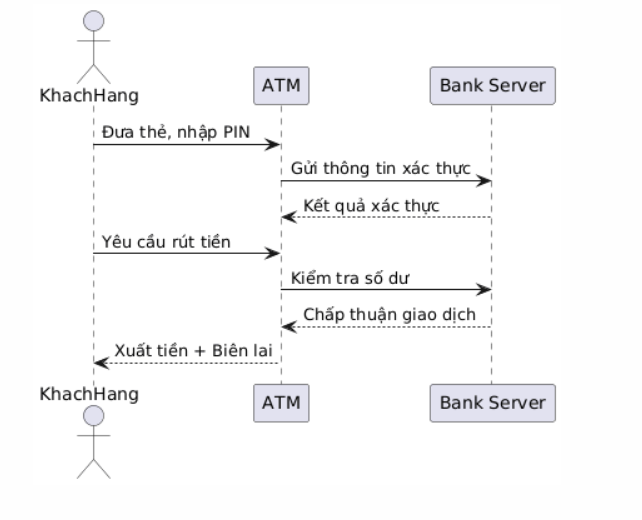 KhachHang
ATM
Bank Server
Đưa thẻ, nhập PIN
Gửi thông tin xác thực
Kết quả xác thực
Yêu cầu rút tiền
Kiểm tra số dư
Chấp thuận giao dịch
Xuất tiền + Biên lai
KhachHang
ATM
Bank Server